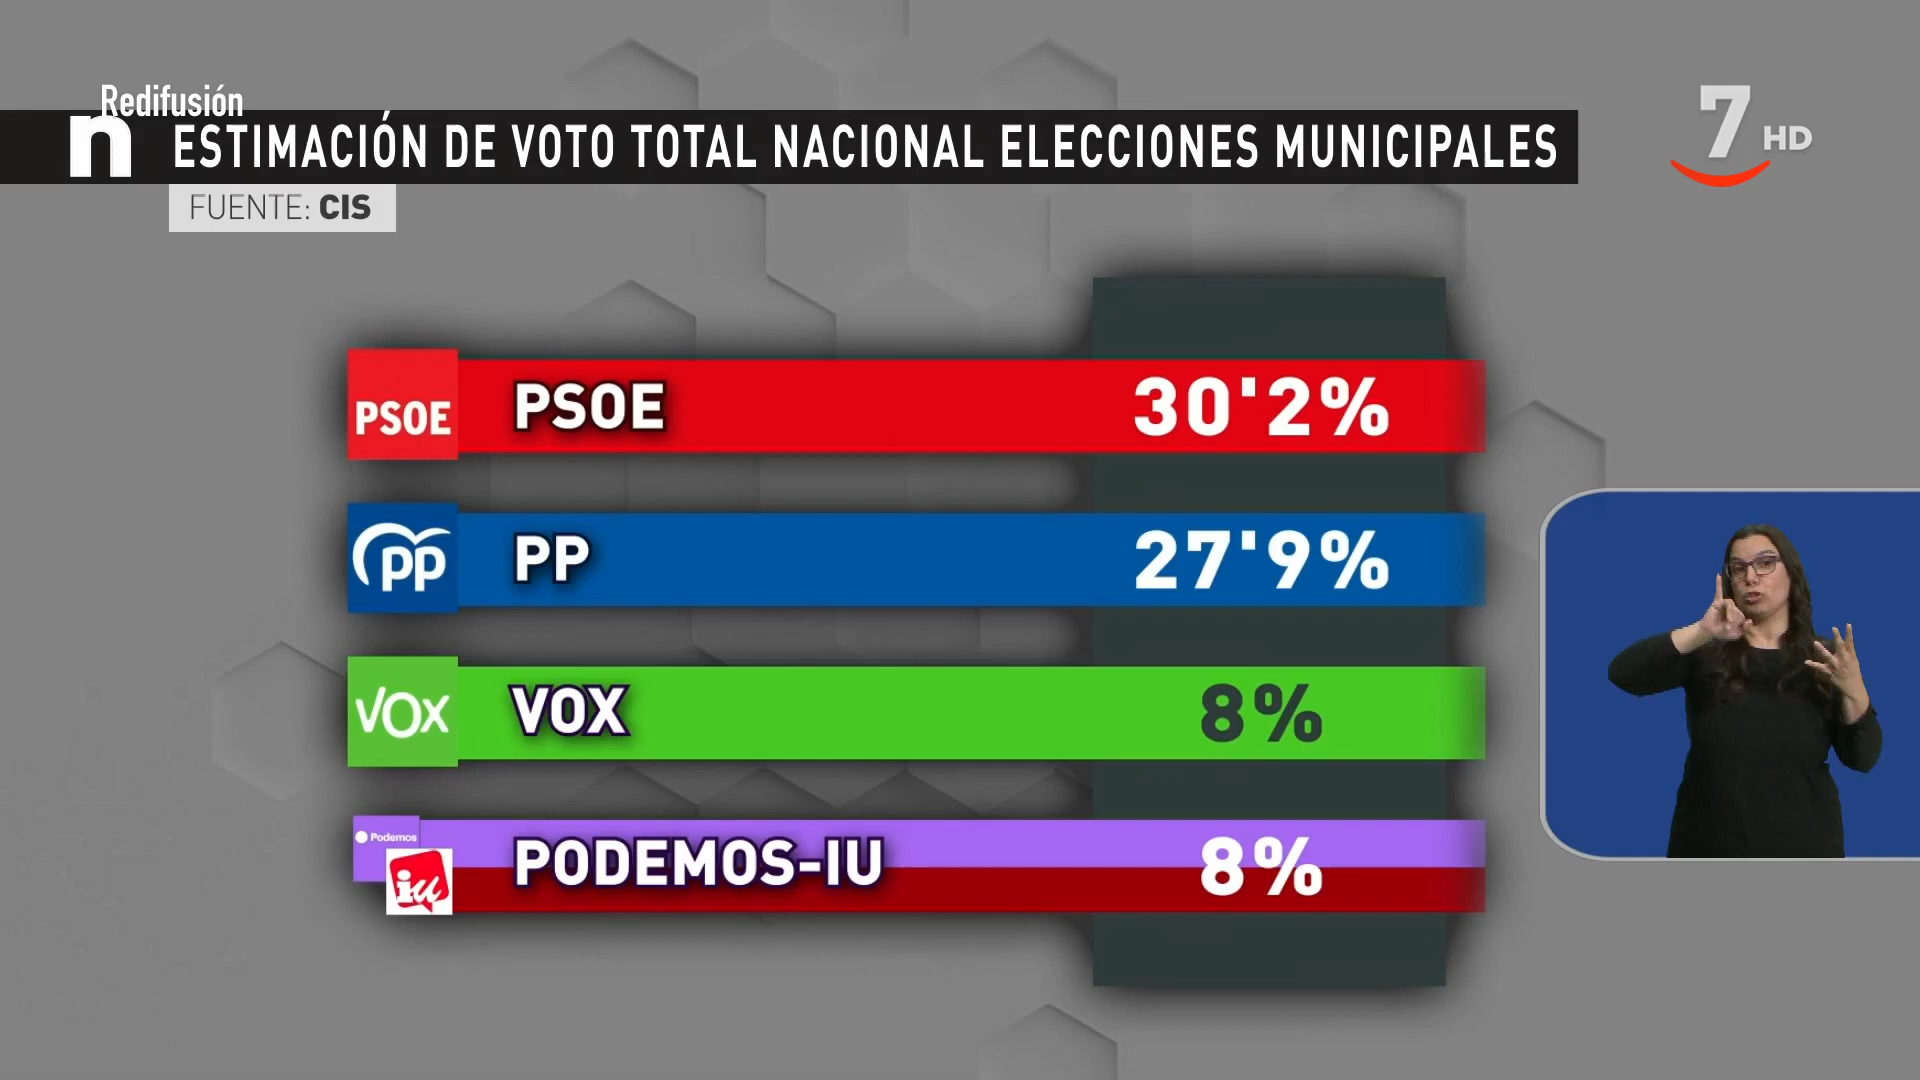 Redifusión
n ESTIMACIÓN DE VOTO TOTAL NACIONAL ELECCIONES MUNICIPALES
7 HD
FUENTE: CIS
PSOE PSOE 30'2%
pp PP 27'9%
VOX VOX 8%
Podemos
iu PODEMOS-IU 8%